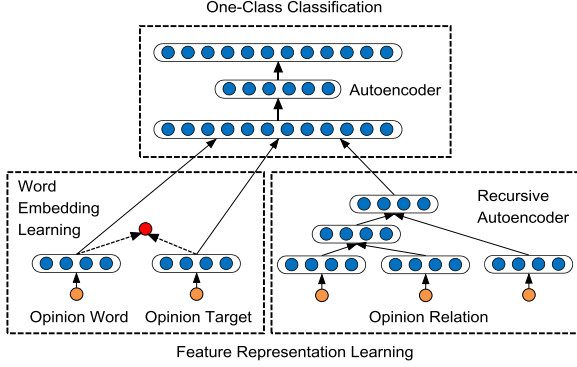 One-Class Classification
Autoencoder
Word
Embedding
Learning
Recursive
Autoencoder
Opinion Word
Opinion Target
Opinion Relation
Feature Representation Learning